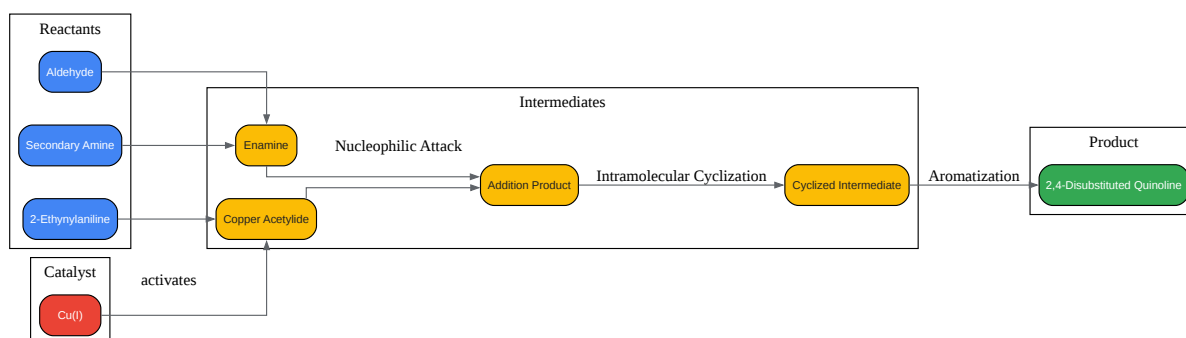 Reactants
Aldehyde
Secondary Amine
2-Ethynylaniline
Catalyst
Cu(I)
activates
Intermediates
Enamine
Nucleophilic Attack
Copper Acetylide
Addition Product
Intramolecular Cyclization
Cyclized Intermediate
Aromatization
Product
2,4-Disubstituted Quinoline